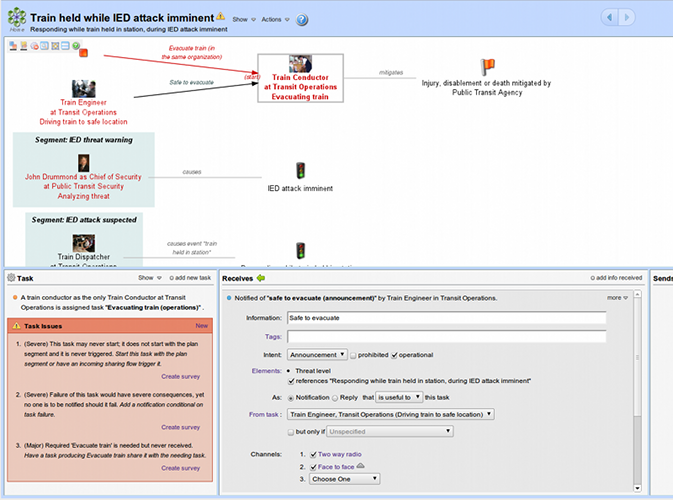 Train held while IED attack imminent
Show
Actions
?
Home
Responding while train held in station, during IED attack imminent
Evacuate train (in
the same organization)
Safe to evacuate
(start)
Train Conductor
at Transit Operations
Evacuating train
mitigates
Injury, disablement or death mitigated by
Public Transit Agency
Train Engineer
at Transit Operations
Driving train to safe location
Segment: IED threat warning
John Drummond as Chief of Security
at Public Transit Security
Analyzing threat
causes
IED attack imminent
Segment: IED attack suspected
Train Dispatcher
causes event "train
held in station"
Task
Show
add new task
A train conductor as the only Train Conductor at Transit
Operations is assigned task "Evacuating train (operations)" .
Task Issues
New
1. (Severe) This task may never start; it does not start with the plan
segment and it is never triggered. Start this task with the plan
segment or have an incoming sharing flow trigger it.
Create survey
2. (Severe) Failure of this task would have severe consequences, yet
no one is to be notified should it fail. Add a notification condition on
task failure.
Create survey
3. (Major) Required 'Evacuate train' is needed but never received.
Have a task producing Evacuate train share it with the needing task.
Create survey
Receives
add info received
Notified of "safe to evacuate (announcement)" by Train Engineer in Transit Operations.
more
Information:
Safe to evacuate
Tags:
Intent:
Announcement
prohibited
operational
Elements:
Threat level
references "Responding while train held in station, during IED attack imminent"
As:
Notification
Reply
that
is useful to
this task
From task :
Train Engineer, Transit Operations (Driving train to safe location)
but only if
Unspecified
Channels:
1. Two way radio
2. Face to face
3. Choose One
Sends